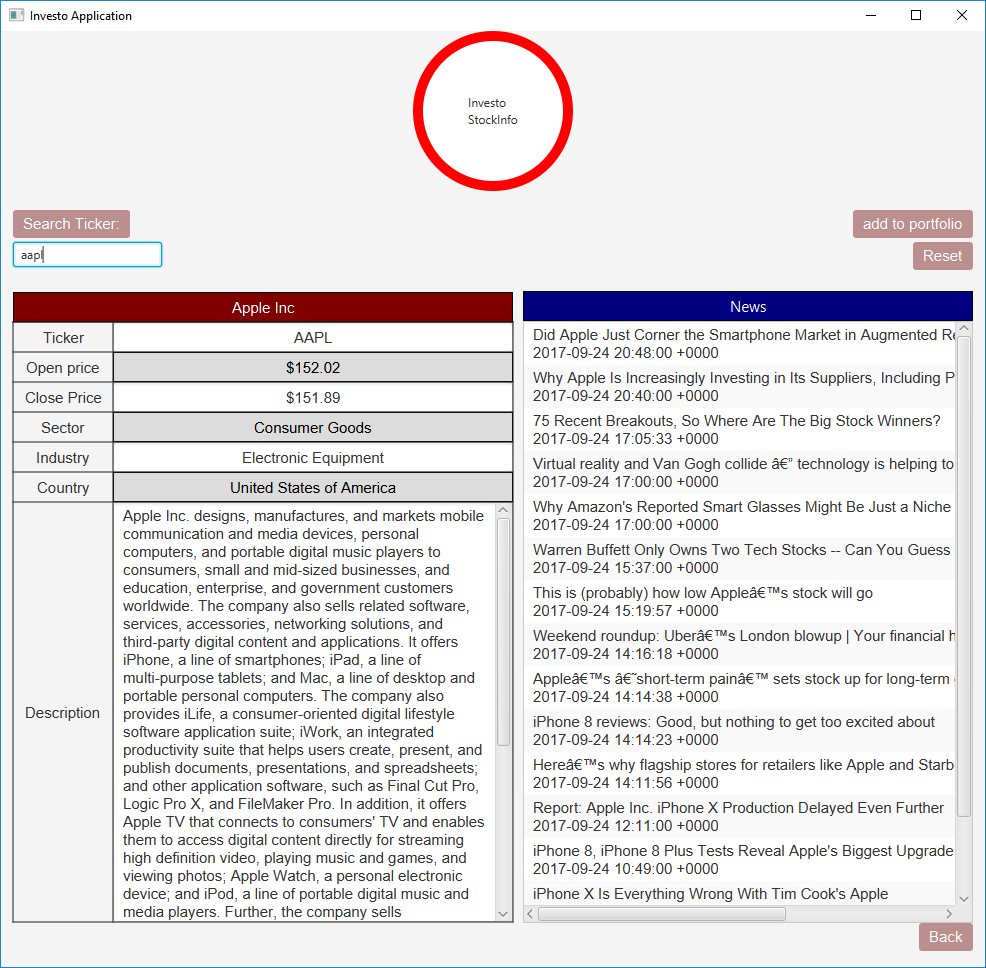 Investo Application
Investo
StockInfo
Search Ticker:
add to portfolio
aapl
Reset
Apple Inc
Ticker
AAPL
Open price
$152.02
Close Price
$151.89
Sector
Consumer Goods
Industry
Electronic Equipment
Country
United States of America
Description
Apple Inc. designs, manufactures, and markets mobile
communication and media devices, personal
computers, and portable digital music players to
consumers, small and mid-sized businesses, and
education, enterprise, and government customers
worldwide. The company also sells related software,
services, accessories, networking solutions, and
third-party digital content and applications. It offers
iPhone, a line of smartphones; iPad, a line of
multi-purpose tablets; and Mac, a line of desktop and
portable personal computers. The company also
provides iLife, a consumer-oriented digital lifestyle
software application suite; iWork, an integrated
productivity suite that helps users create, present, and
publish documents, presentations, and spreadsheets;
and other application software, such as Final Cut Pro,
Logic Pro X, and FileMaker Pro. In addition, it offers
Apple TV that connects to consumers' TV and enables
them to access digital content directly for streaming
high definition video, playing music and games, and
viewing photos; Apple Watch, a personal electronic
device; and iPod, a line of portable digital music and
media players. Further, the company sells
News
Did Apple Just Corner the Smartphone Market in Augmented Re
2017-09-24 20:48:00 +0000
Why Apple Is Increasingly Investing in Its Suppliers, Including P
2017-09-24 20:40:00 +0000
75 Recent Breakouts, So Where Are The Big Stock Winners?
2017-09-24 17:05:33 +0000
Virtual reality and Van Gogh collide â€” technology is helping to
2017-09-24 17:00:00 +0000
Why Amazon's Reported Smart Glasses Might Be Just a Niche
2017-09-24 17:00:00 +0000
Warren Buffett Only Owns Two Tech Stocks -- Can You Guess
2017-09-24 15:37:00 +0000
This is (probably) how low Appleâ€™s stock will go
2017-09-24 15:19:57 +0000
Weekend roundup: Uberâ€™s London blowup | Your financial h
2017-09-24 14:16:18 +0000
Appleâ€™s â€˜short-term painâ€™ sets stock up for long-term
2017-09-24 14:14:38 +0000
iPhone 8 reviews: Good, but nothing to get too excited about
2017-09-24 14:14:23 +0000
Hereâ€™s why flagship stores for retailers like Apple and Starb
2017-09-24 14:11:56 +0000
Report: Apple Inc. iPhone X Production Delayed Even Further
2017-09-24 12:11:00 +0000
iPhone 8, iPhone 8 Plus Tests Reveal Apple's Biggest Upgrade
2017-09-24 10:49:00 +0000
iPhone X Is Everything Wrong With Tim Cook's Apple
Back